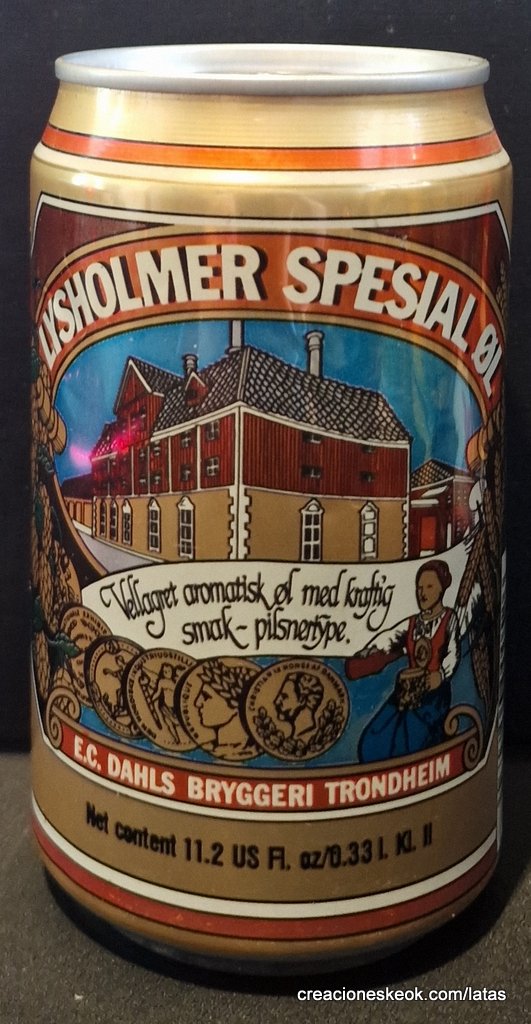 LYSHOLMER SPESIAL ØL
Vellagret aromatisk øl med kraftig
smak - pilsnertype.
E.C. DAHLS BRYGGERI TRONDHEIM
Net content 11.2 US Fl. oz/0.33 l. Kl. II
creacioneskeok.com/latas